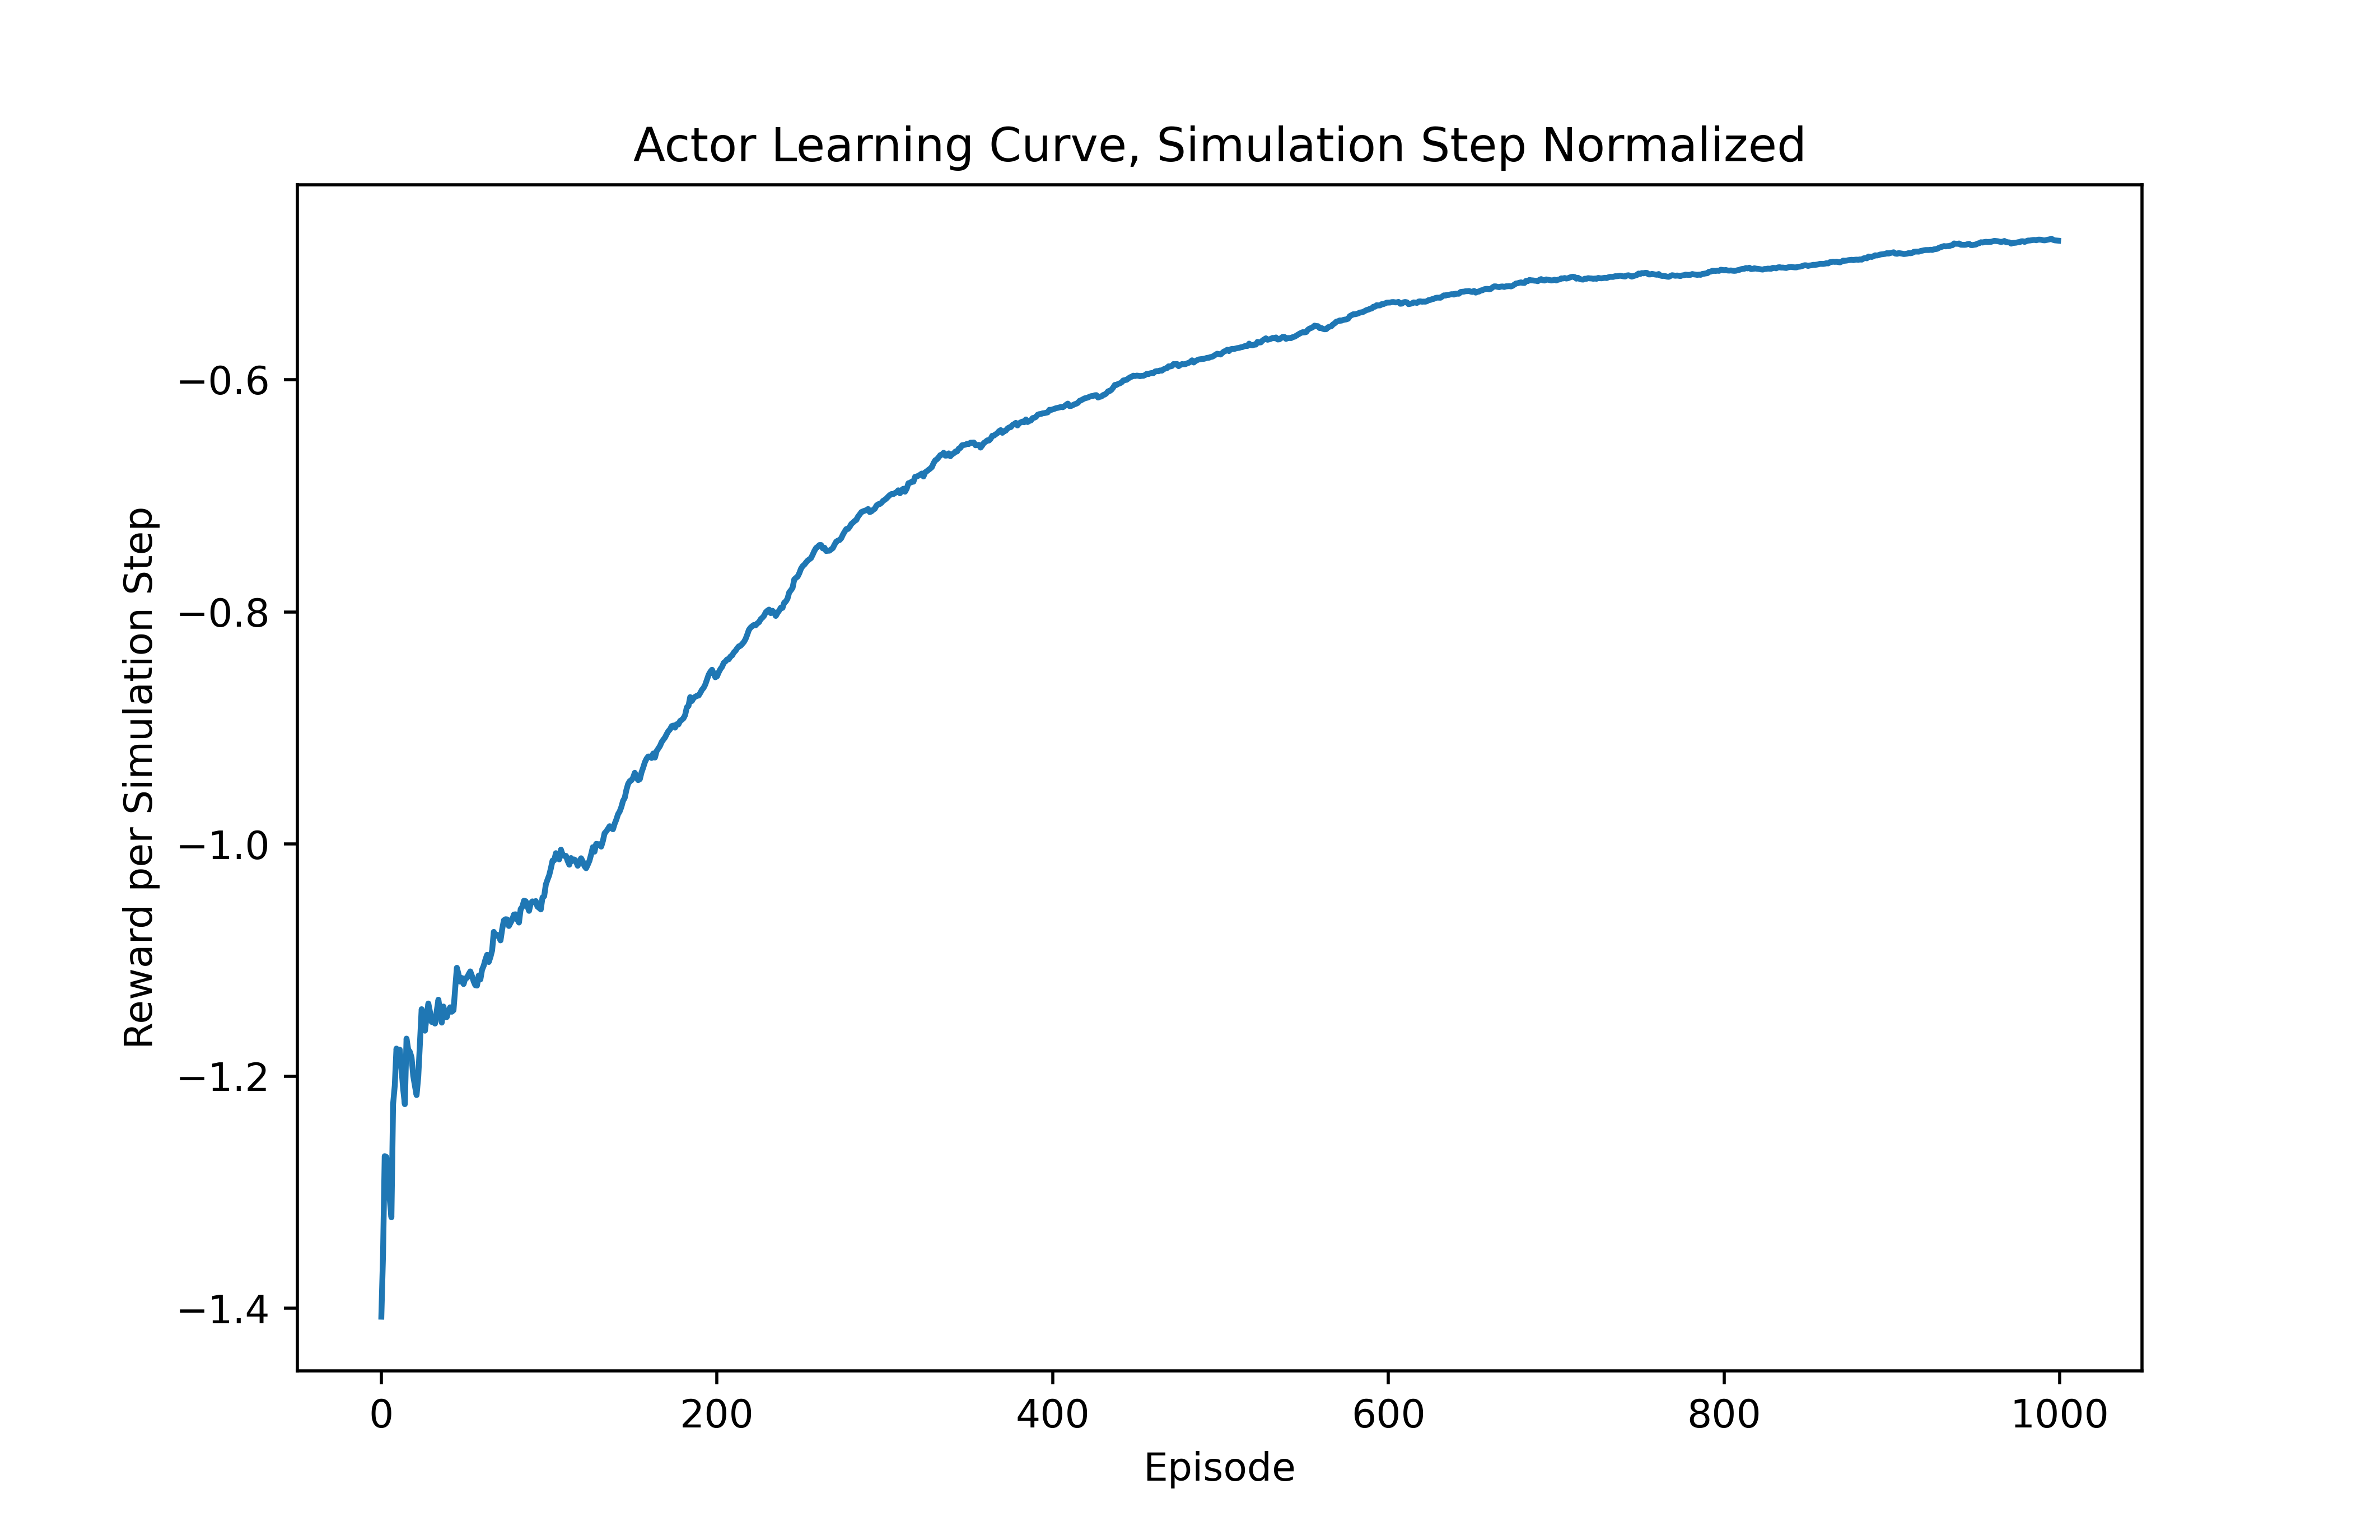 Actor Learning Curve, Simulation Step Normalized
Reward per Simulation Step
−0.6
−0.8
−1.0
−1.2
−1.4
0 200 400 600 800 1000
Episode